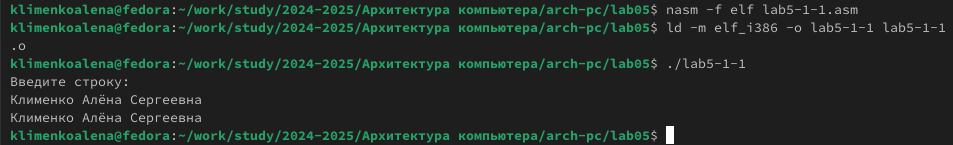 klimenkoalena@fedora:~/work/study/2024-2025/Архитектура компьютера/arch-pc/lab05$ nasm -f elf lab5-1-1.asm
klimenkoalena@fedora:~/work/study/2024-2025/Архитектура компьютера/arch-pc/lab05$ ld -m elf_i386 -o lab5-1-1 lab5-1-1
.o
klimenkoalena@fedora:~/work/study/2024-2025/Архитектура компьютера/arch-pc/lab05$ ./lab5-1-1
Введите строку:
Клименко Алёна Сергеевна
Клименко Алёна Сергеевна
klimenkoalena@fedora:~/work/study/2024-2025/Архитектура компьютера/arch-pc/lab05$